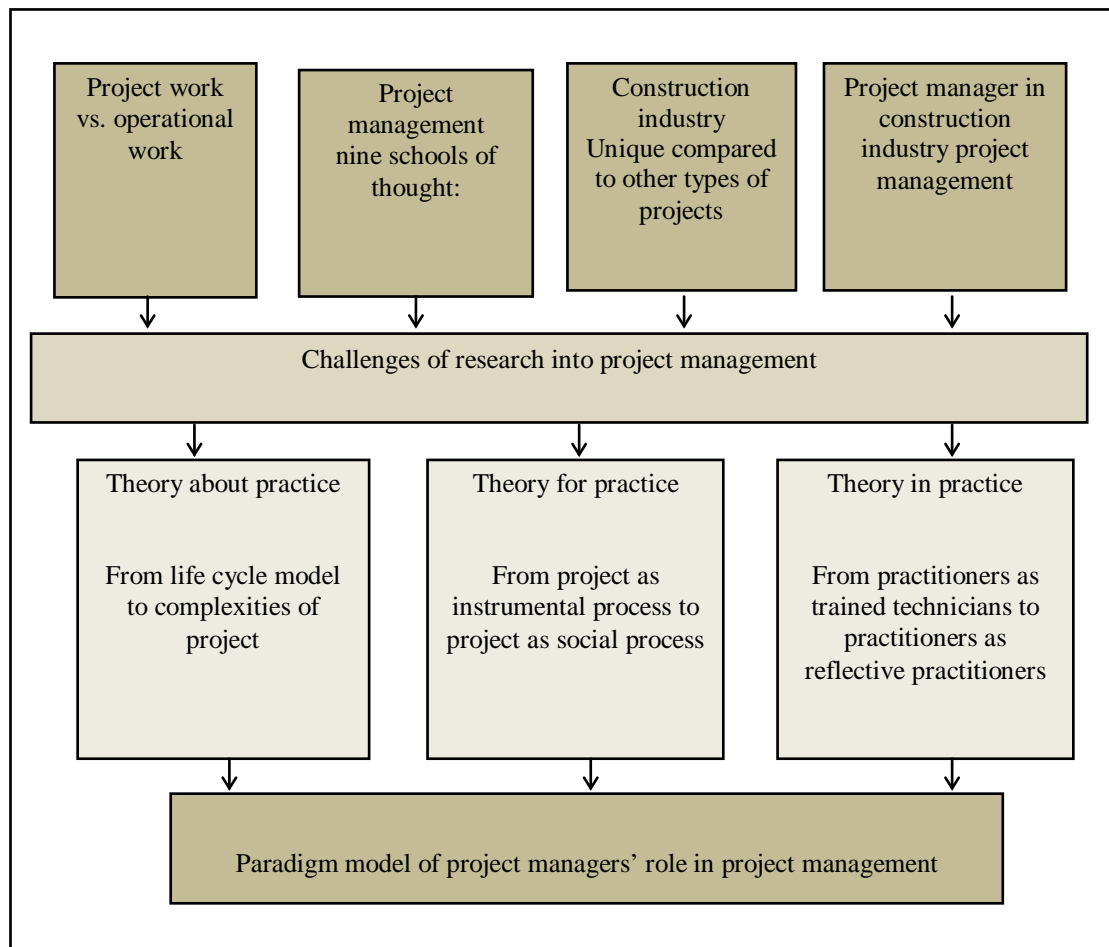 Project work
vs. operational
work
Project
management
nine schools of
thought:
Construction
industry
Unique compared
to other types of
projects
Project manager in
construction
industry project
management
Challenges of research into project management
Theory about practice
From life cycle model
to complexities of
project
Theory for practice
From project as
instrumental process to
project as social process
Theory in practice
From practitioners as
trained technicians to
practitioners as
reflective practitioners
Paradigm model of project managers’ role in project management